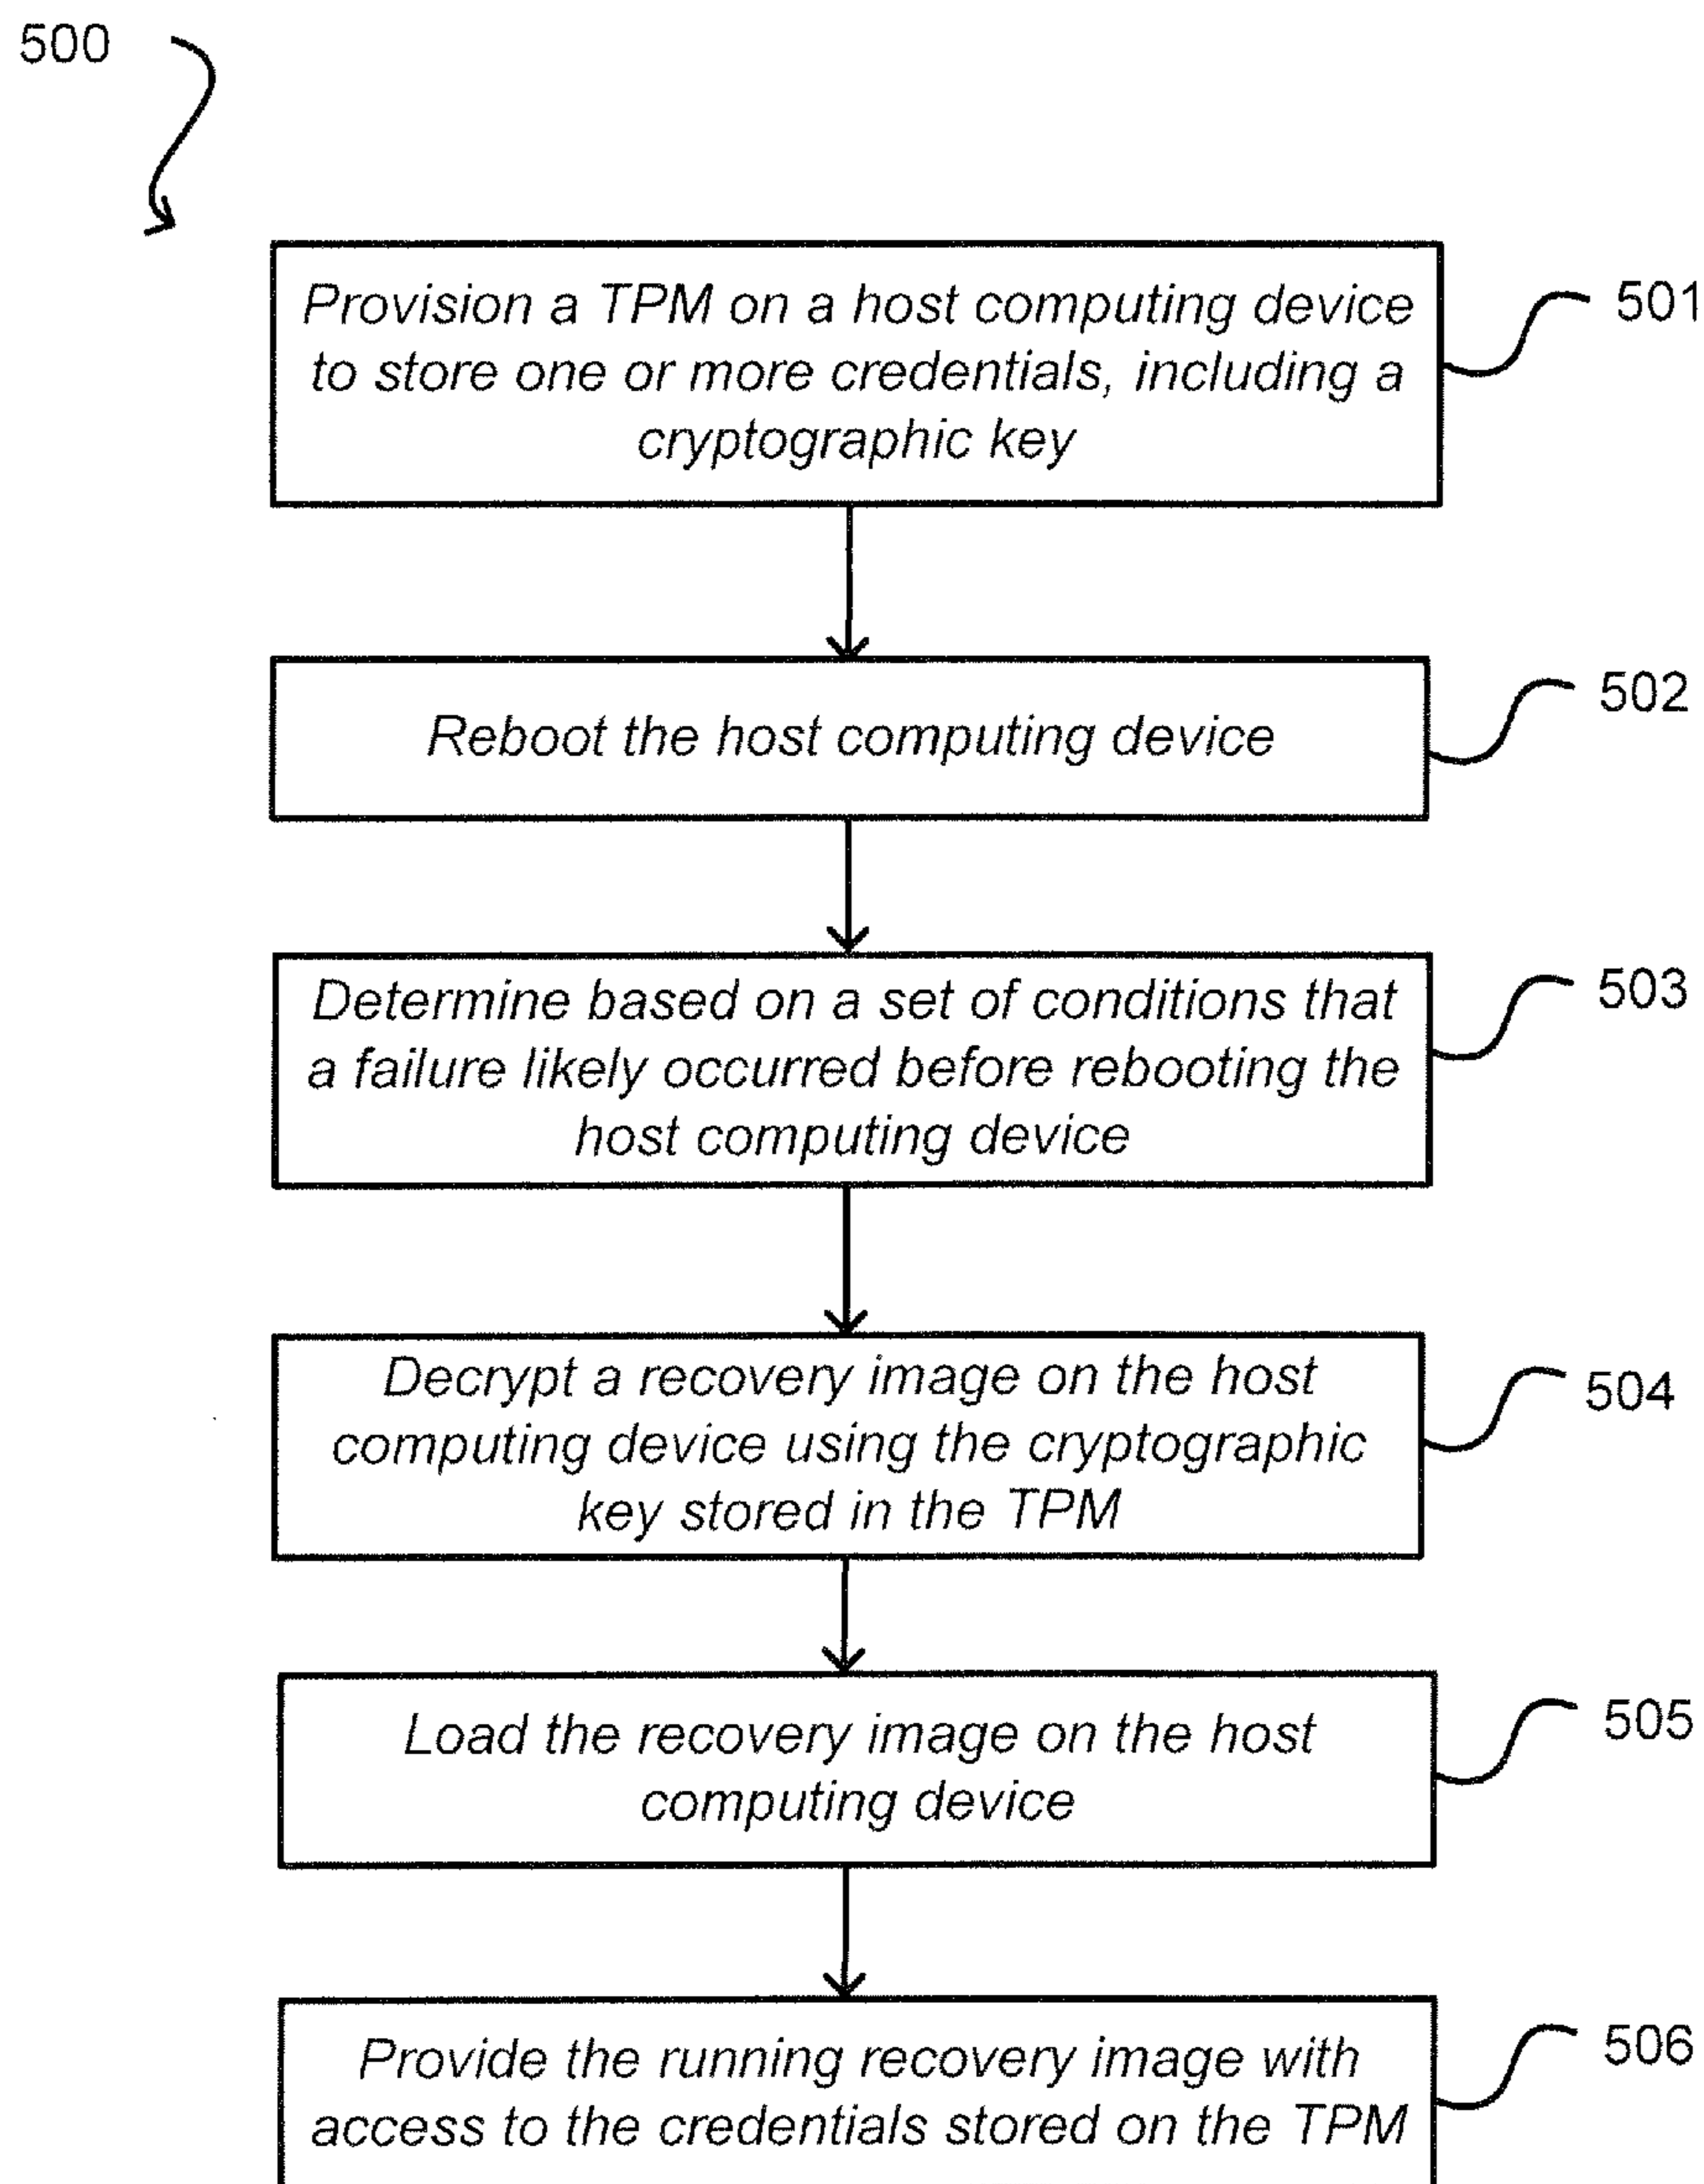 500
Provision a TPM on a host computing device
to store one or more credentials, including a
cryptographic key
501
Reboot the host computing device
502
Determine based on a set of conditions that
a failure likely occurred before rebooting the
host computing device
503
Decrypt a recovery image on the host
computing device using the cryptographic
key stored in the TPM
504
Load the recovery image on the host
computing device
505
Provide the running recovery image with
access to the credentials stored on the TPM
506